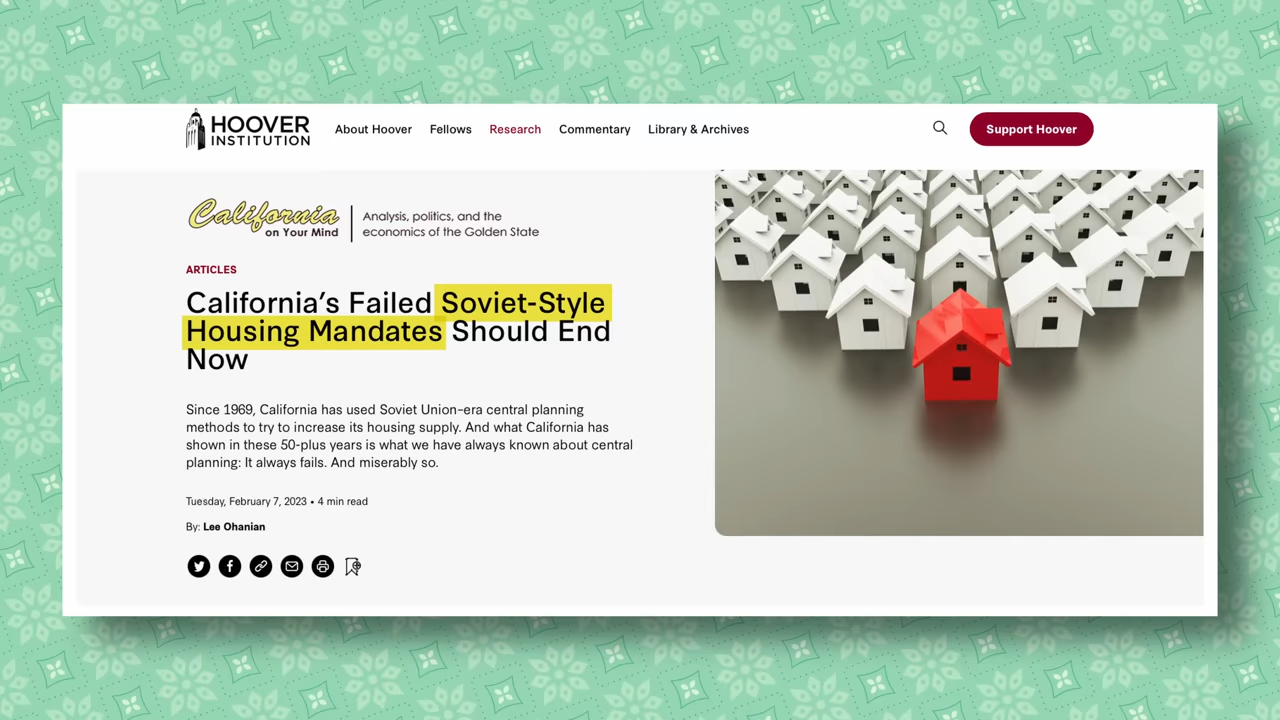 HOOVER
INSTITUTION
About Hoover
Fellows
Research
Commentary
Library & Archives
Support Hoover
California
on Your Mind
Analysis, politics, and the
economics of the Golden State
ARTICLES
California's Failed Soviet-Style
Housing Mandates Should End
Now
Since 1969, California has used Soviet Union–era central planning
methods to try to increase its housing supply. And what California has
shown in these 50-plus years is what we have always known about central
planning: It always fails. And miserably so.
Tuesday, February 7, 2023 • 4 min read
By: Lee Ohanian